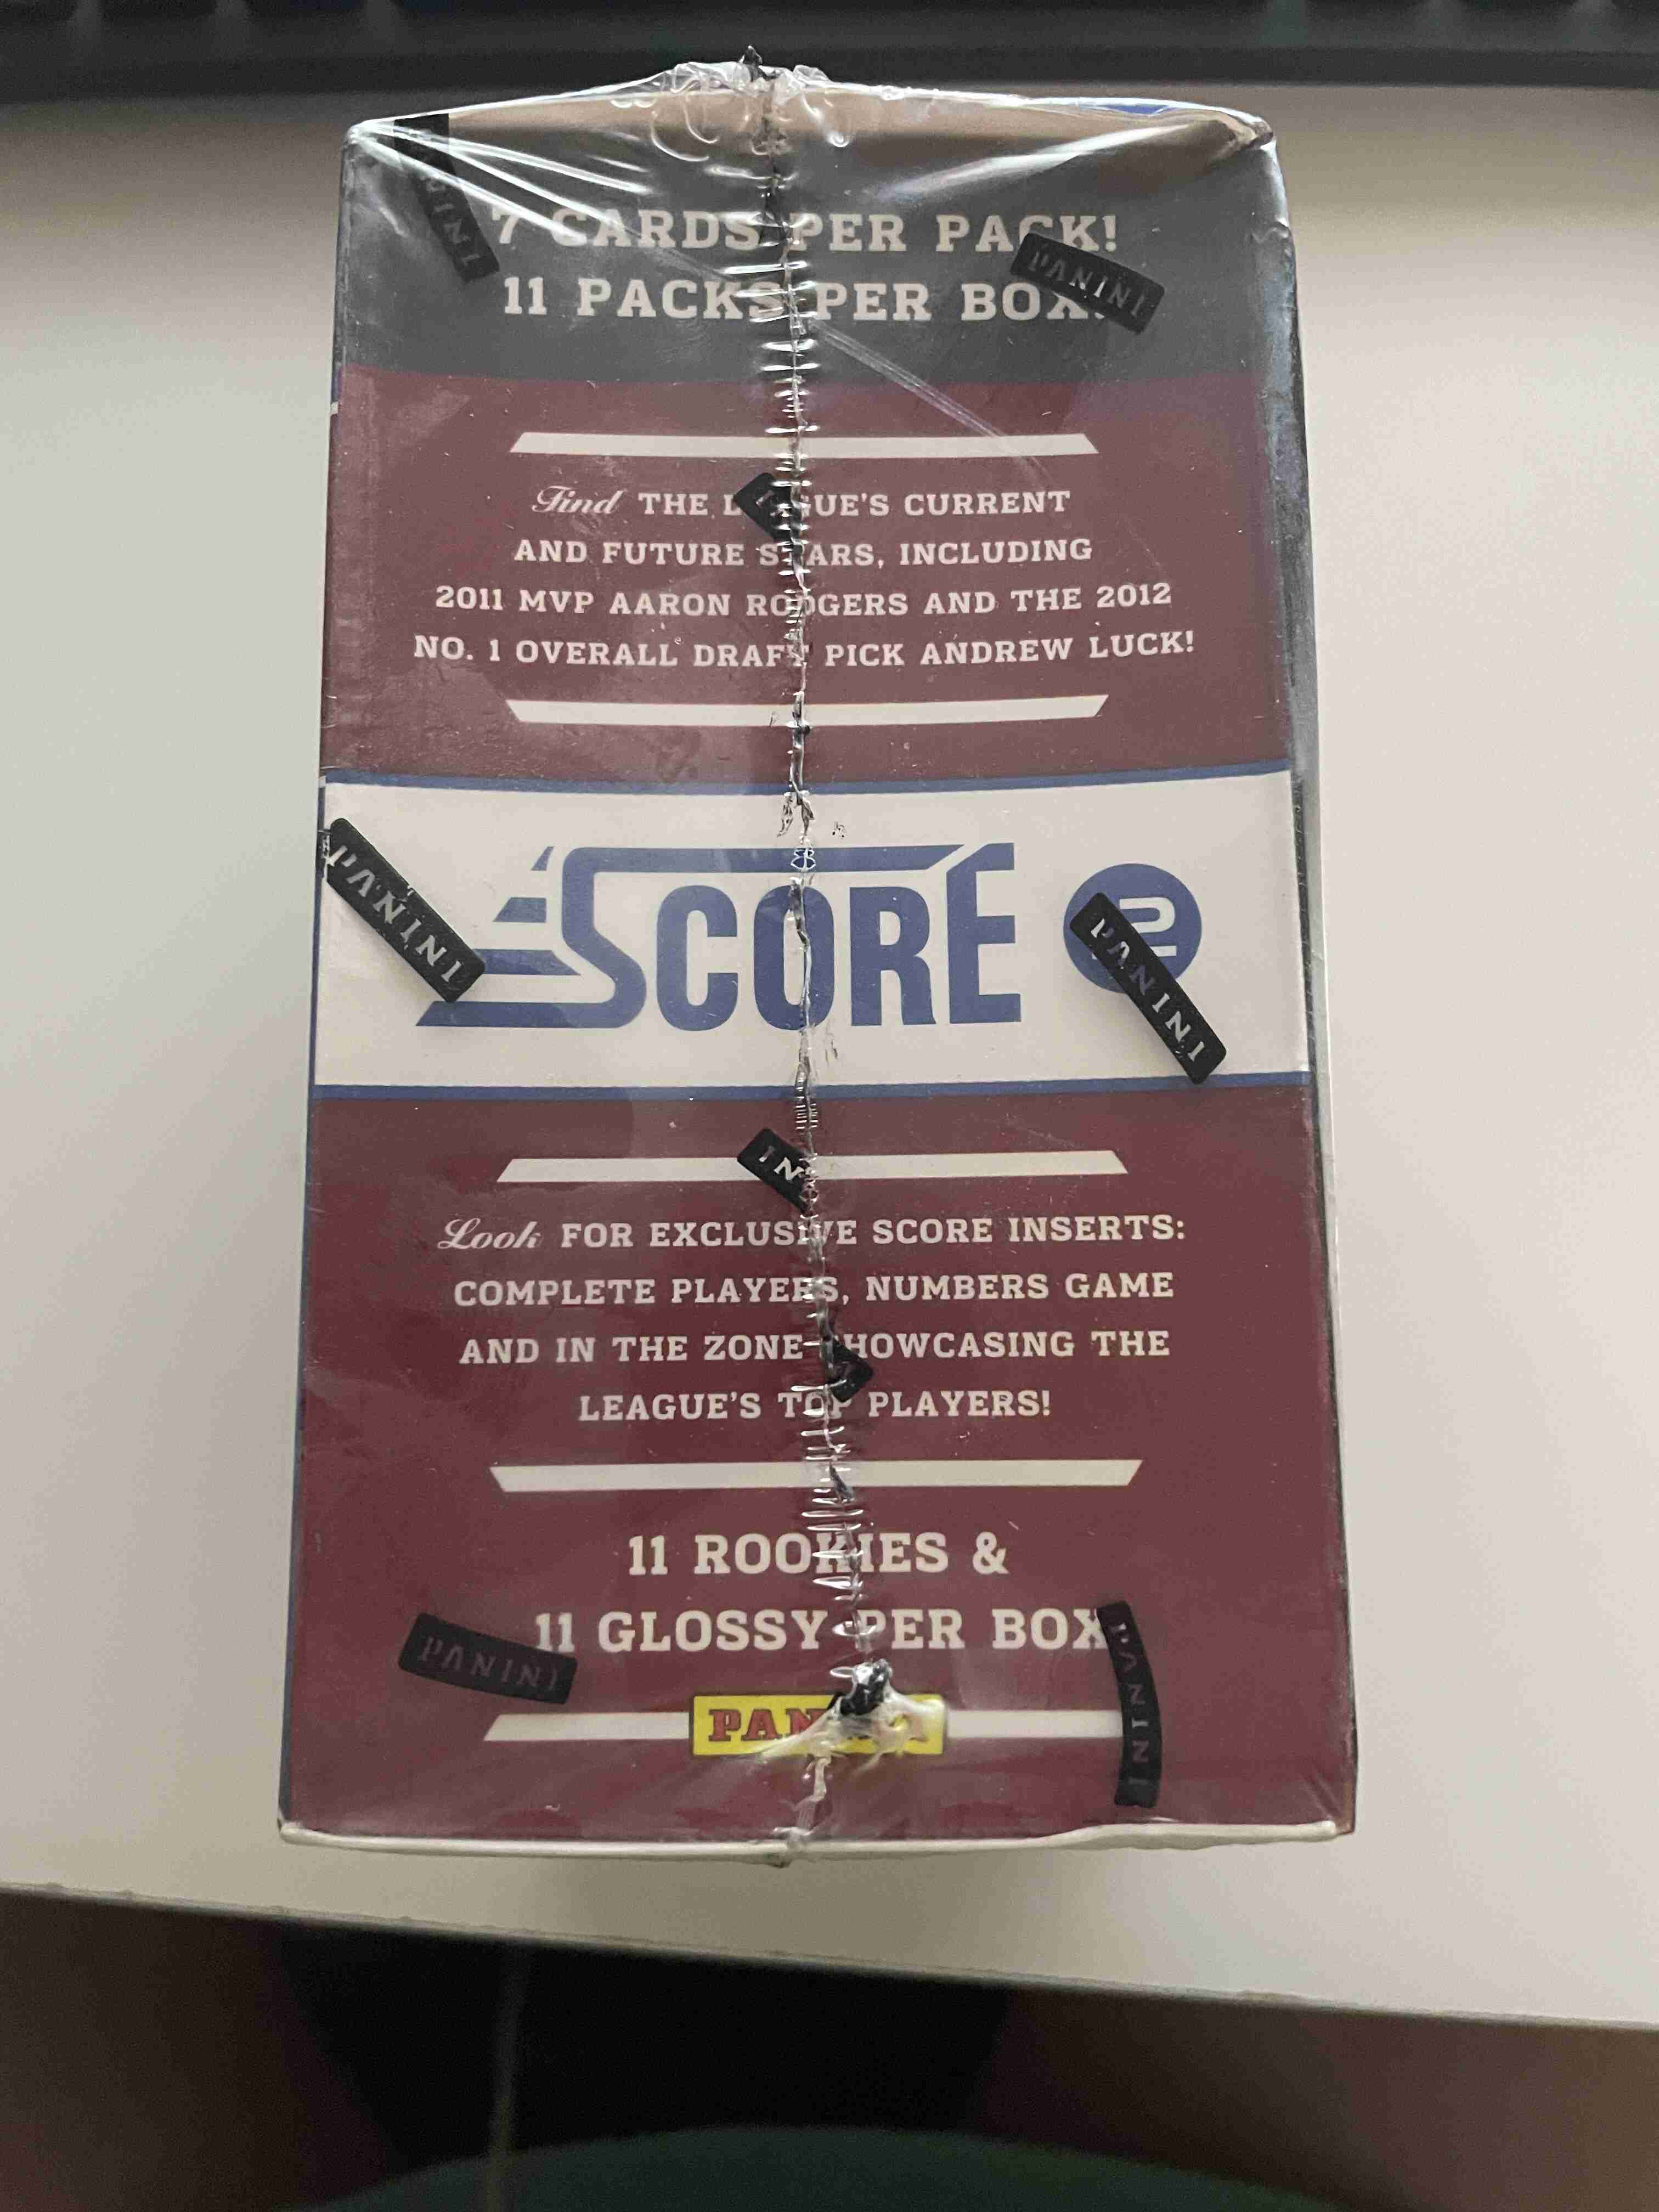 7 CARDS PER PACK!
11 PACKS PER BOX!
PANINI
Find THE LEAGUE'S CURRENT
AND FUTURE STARS, INCLUDING
2011 MVP AARON RODGERS AND THE 2012
NO. 1 OVERALL DRAFT PICK ANDREW LUCK!
PANINI
SCORE
PANINI
Look FOR EXCLUSIVE SCORE INSERTS:
COMPLETE PLAYERS, NUMBERS GAME
AND IN THE ZONE—SHOWCASING THE
LEAGUE'S TOP PLAYERS!
11 ROOKIES &
11 GLOSSY PER BOX
PANINI
PANINI
PANINI